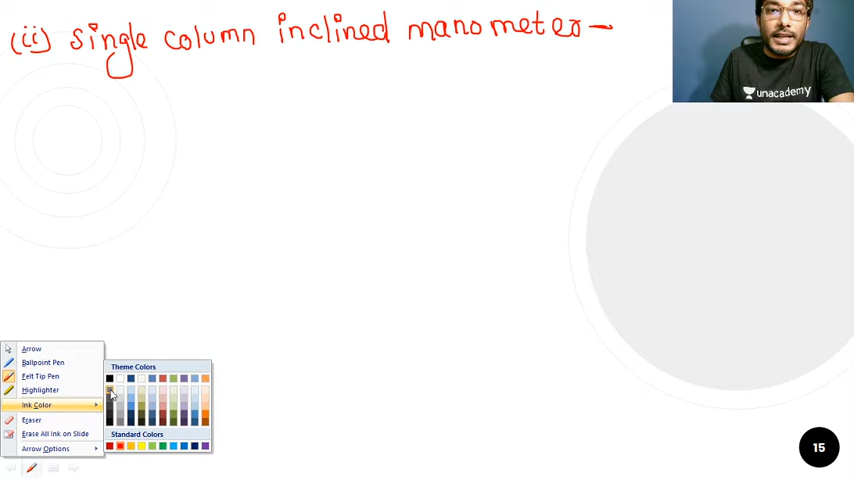 (ii) single column inclined manometer-
unacademy
Arrow
Ballpoint Pen
Felt Tip Pen
Highlighter
Ink Color
Eraser
Erase All Ink on Slide
Arrow Options
Theme Colors
Standard Colors
15